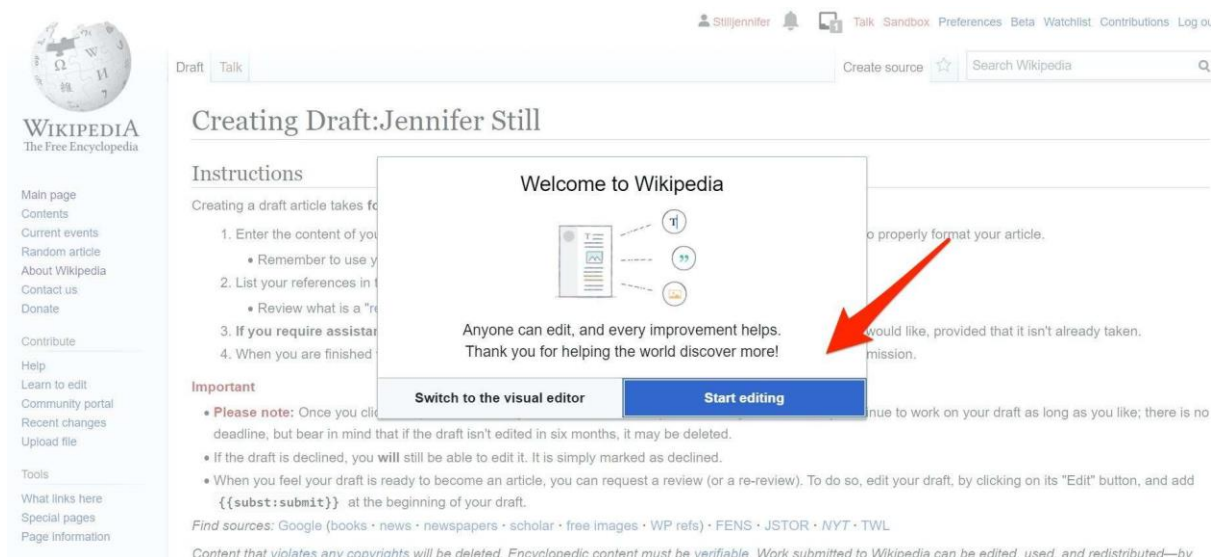 Stilljennifer Talk Sandbox Preferences Beta Watchlist Contributions Log ou
Draft Talk Create source Search Wikipedia
WIKIPEDIA
The Free Encyclopedia
Main page
Contents
Current events
Random article
About Wikipedia
Contact us
Donate
Contribute
Help
Learn to edit
Community portal
Recent changes
Upload file
Tools
What links here
Special pages
Page information
Creating Draft:Jennifer Still
Instructions
Creating a draft article takes fo
1. Enter the content of you o properly format your article.
• Remember to use y
2. List your references in t
• Review what is a "re
3. If you require assistan would like, provided that it isn't already taken.
4. When you are finished mission.
Welcome to Wikipedia
Anyone can edit, and every improvement helps.
Thank you for helping the world discover more!
Switch to the visual editor Start editing
Important
• Please note: Once you clic nue to work on your draft as long as you like; there is no
deadline, but bear in mind that if the draft isn't edited in six months, it may be deleted.
• If the draft is declined, you will still be able to edit it. It is simply marked as declined.
• When you feel your draft is ready to become an article, you can request a review (or a re-review). To do so, edit your draft, by clicking on its "Edit" button, and add
{{subst:submit}} at the beginning of your draft.
Find sources: Google (books · news · newspapers · scholar · free images · WP refs) · FENS · JSTOR · NYT · TWL
Content that violates any copyrights will be deleted. Encyclopedic content must be verifiable. Work submitted to Wikipedia can be edited, used, and redistributed—by